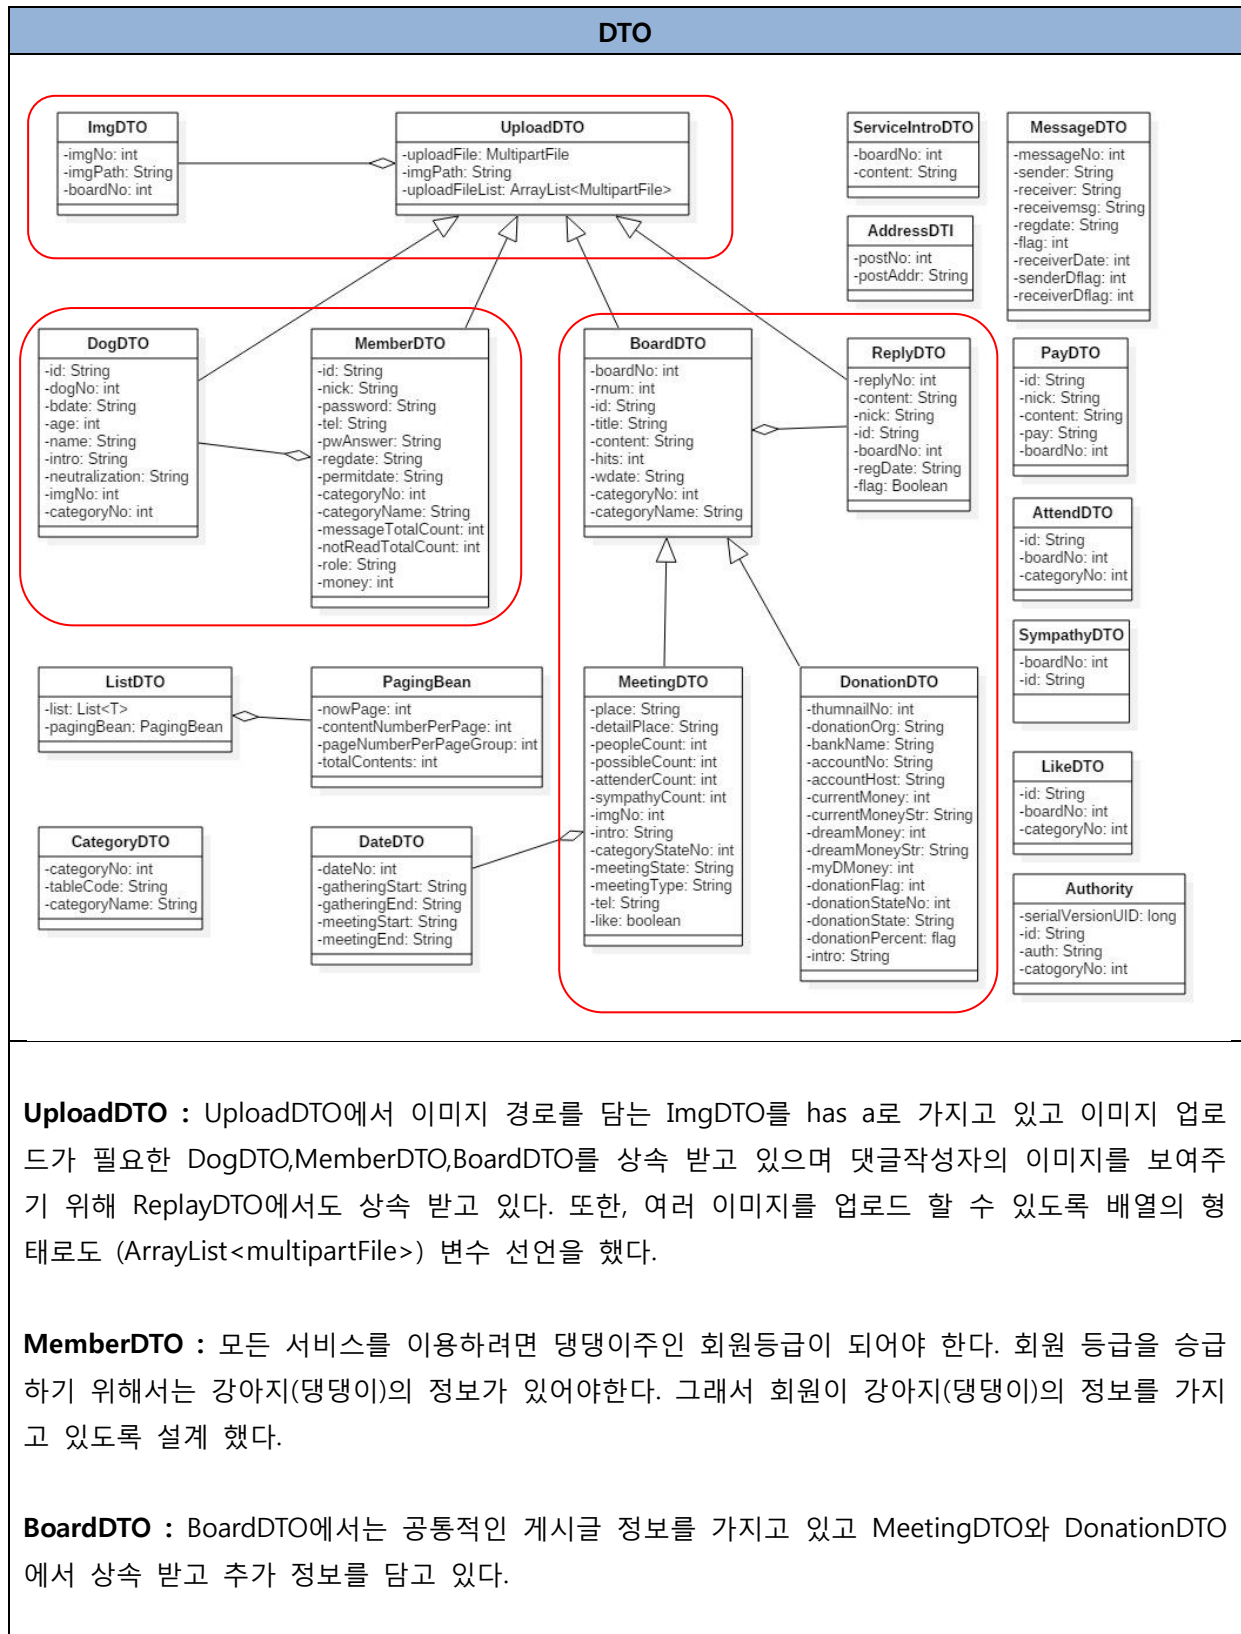 DTO
ImgDTO
-imgNo: int
-imgPath: String
-boardNo: int
UploadDTO
-uploadFile: MultipartFile
-imgPath: String
-uploadFileList: ArrayList<MultipartFile>
ServiceIntroDTO
-boardNo: int
-content: String
MessageDTO
-messageNo: int
-sender: String
-receiver: String
-receivemsg: String
-regdate: String
-flag: int
-receiverDate: int
-senderDflag: int
-receiverDflag: int
AddressDTI
-postNo: int
-postAddr: String
DogDTO
-id: String
-dogNo: int
-bdate: String
-age: int
-name: String
-intro: String
-neutralization: String
-imgNo: int
-categoryNo: int
MemberDTO
-id: String
-nick: String
-password: String
-tel: String
-pwAnswer: String
-regdate: String
-permitdate: String
-categoryNo: int
-categoryName: String
-messageTotalCount: int
-notReadTotalCount: int
-role: String
-money: int
BoardDTO
-boardNo: int
-rnum: int
-id: String
-title: String
-content: String
-hits: int
-wdate: String
-categoryNo: int
-categoryName: String
ReplyDTO
-replyNo: int
-content: String
-nick: String
-id: String
-boardNo: int
-regDate: String
-flag: Boolean
PayDTO
-id: String
-nick: String
-content: String
-pay: String
-boardNo: int
AttendDTO
-id: String
-boardNo: int
-categoryNo: int
SympathyDTO
-boardNo: int
-id: String
ListDTO
-list: List<T>
-pagingBean: PagingBean
PagingBean
-nowPage: int
-contentNumberPerPage: int
-pageNumberPerPageGroup: int
-totalContents: int
MeetingDTO
-place: String
-detailPlace: String
-peopleCount: int
-possibleCount: int
-attenderCount: int
-sympathyCount: int
-imgNo: int
-intro: String
-categoryStateNo: int
-meetingState: String
-meetingType: String
-tel: String
-like: boolean
DonationDTO
-thumnailNo: int
-donationOrg: String
-bankName: String
-accountNo: String
-accountHost: String
-currentMoney: int
-currentMoneyStr: String
-dreamMoney: int
-dreamMoneyStr: String
-myDMoney: int
-donationFlag: int
-donationStateNo: int
-donationState: String
-donationPercent: flag
-intro: String
LikeDTO
-id: String
-boardNo: int
-categoryNo: int
CategoryDTO
-categoryNo: int
-tableCode: String
-categoryName: String
DateDTO
-dateNo: int
-gatheringStart: String
-gatheringEnd: String
-meetingStart: String
-meetingEnd: String
Authority
-serialVersionUID: long
-id: String
-auth: String
-catogoryNo: int
UploadDTO : UploadDTO에서 이미지 경로를 담는 ImgDTO를 has a로 가지고 있고 이미지 업로
드가 필요한 DogDTO,MemberDTO,BoardDTO를 상속 받고 있으며 댓글작성자의 이미지를 보여주
기 위해 ReplayDTO에서도 상속 받고 있다. 또한, 여러 이미지를 업로드 할 수 있도록 배열의 형
태로도 (ArrayList<multipartFile>) 변수 선언을 했다.
MemberDTO : 모든 서비스를 이용하려면 댕댕이주인 회원등급이 되어야 한다. 회원 등급을 승급
하기 위해서는 강아지(댕댕이)의 정보가 있어야한다. 그래서 회원이 강아지(댕댕이)의 정보를 가지
고 있도록 설계 했다.
BoardDTO : BoardDTO에서는 공통적인 게시글 정보를 가지고 있고 MeetingDTO와 DonationDTO
에서 상속 받고 추가 정보를 담고 있다.